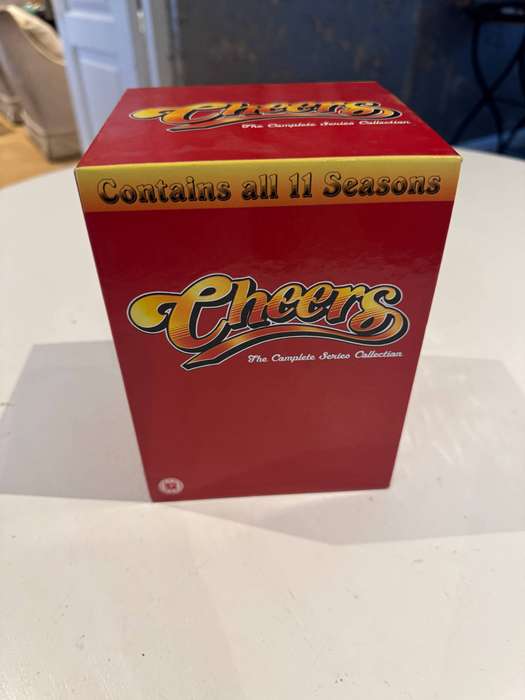 Cheers
The Complete Series Collection
Contains all 11 Seasons
Cheers
The Complete Series Collection